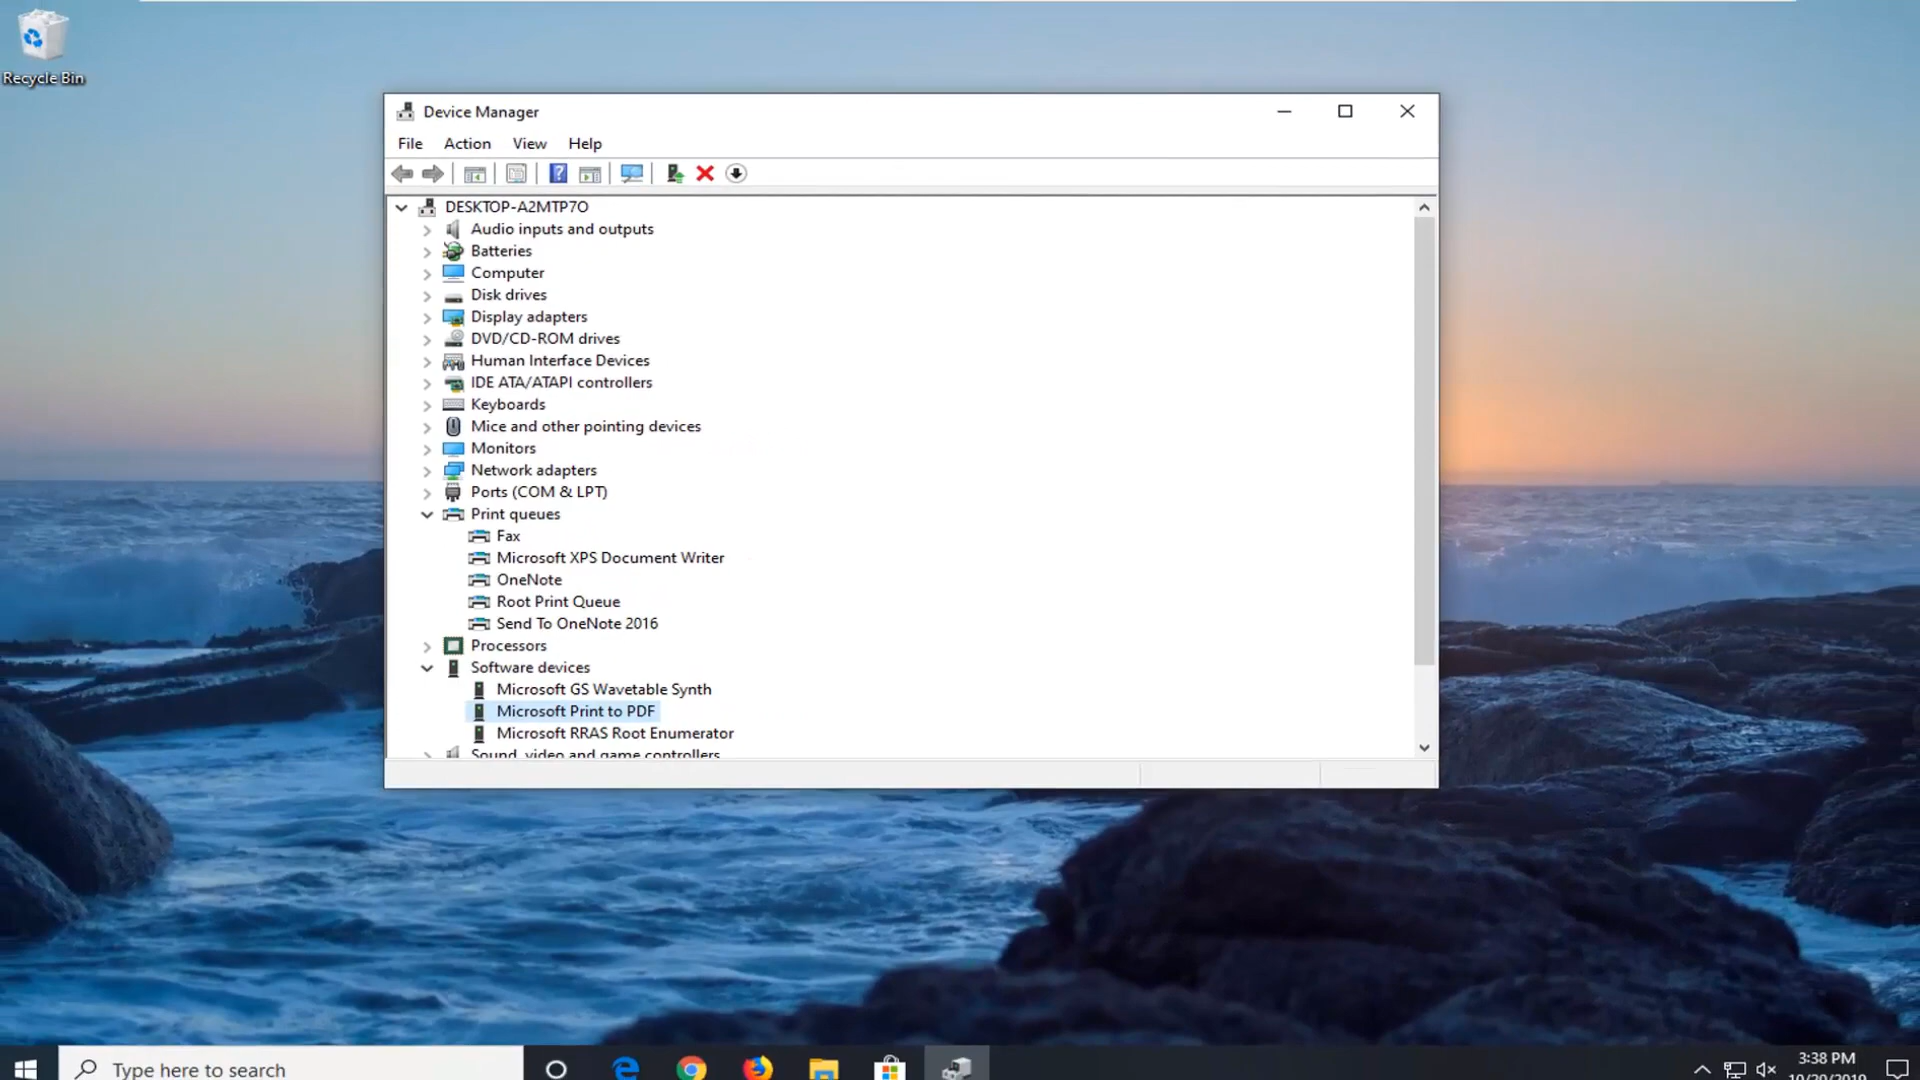 Recycle Bin
Device Manager
File Action View Help
DESKTOP-A2MTP7O
Audio inputs and outputs
Batteries
Computer
Disk drives
Display adapters
DVD/CD-ROM drives
Human Interface Devices
IDE ATA/ATAPI controllers
Keyboards
Mice and other pointing devices
Monitors
Network adapters
Ports (COM & LPT)
Print queues
Fax
Microsoft XPS Document Writer
OneNote
Root Print Queue
Send To OneNote 2016
Processors
Software devices
Microsoft GS Wavetable Synth
Microsoft Print to PDF
Microsoft RRAS Root Enumerator
Sound, video and game controllers
Type here to search
3:38 PM
10/20/2019